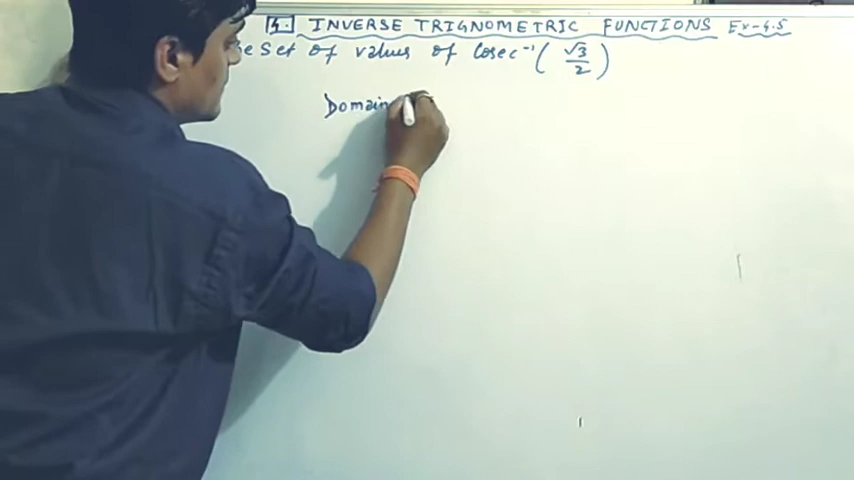 4. INVERSE TRIGNOMETRIC FUNCTIONS Ex-4.5
Set of values of Cosec⁻¹ (√3/2)
Domain